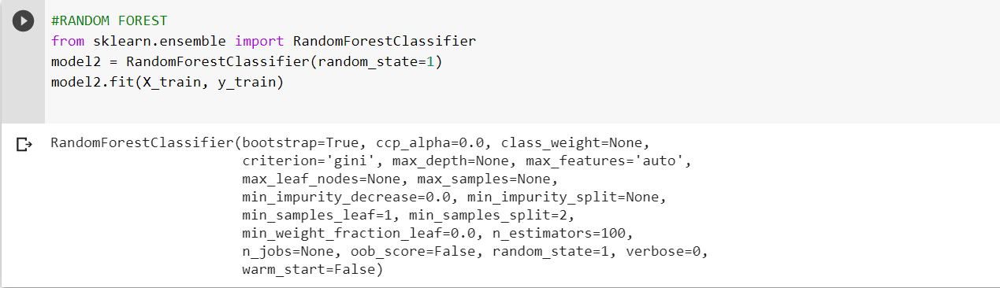 #RANDOM FOREST
from sklearn.ensemble import RandomForestClassifier
model2 = RandomForestClassifier(random_state=1)
model2.fit(X_train, y_train)
RandomForestClassifier(bootstrap=True, ccp_alpha=0.0, class_weight=None,
criterion='gini', max_depth=None, max_features='auto',
max_leaf_nodes=None, max_samples=None,
min_impurity_decrease=0.0, min_impurity_split=None,
min_samples_leaf=1, min_samples_split=2,
min_weight_fraction_leaf=0.0, n_estimators=100,
n_jobs=None, oob_score=False, random_state=1, verbose=0,
warm_start=False)